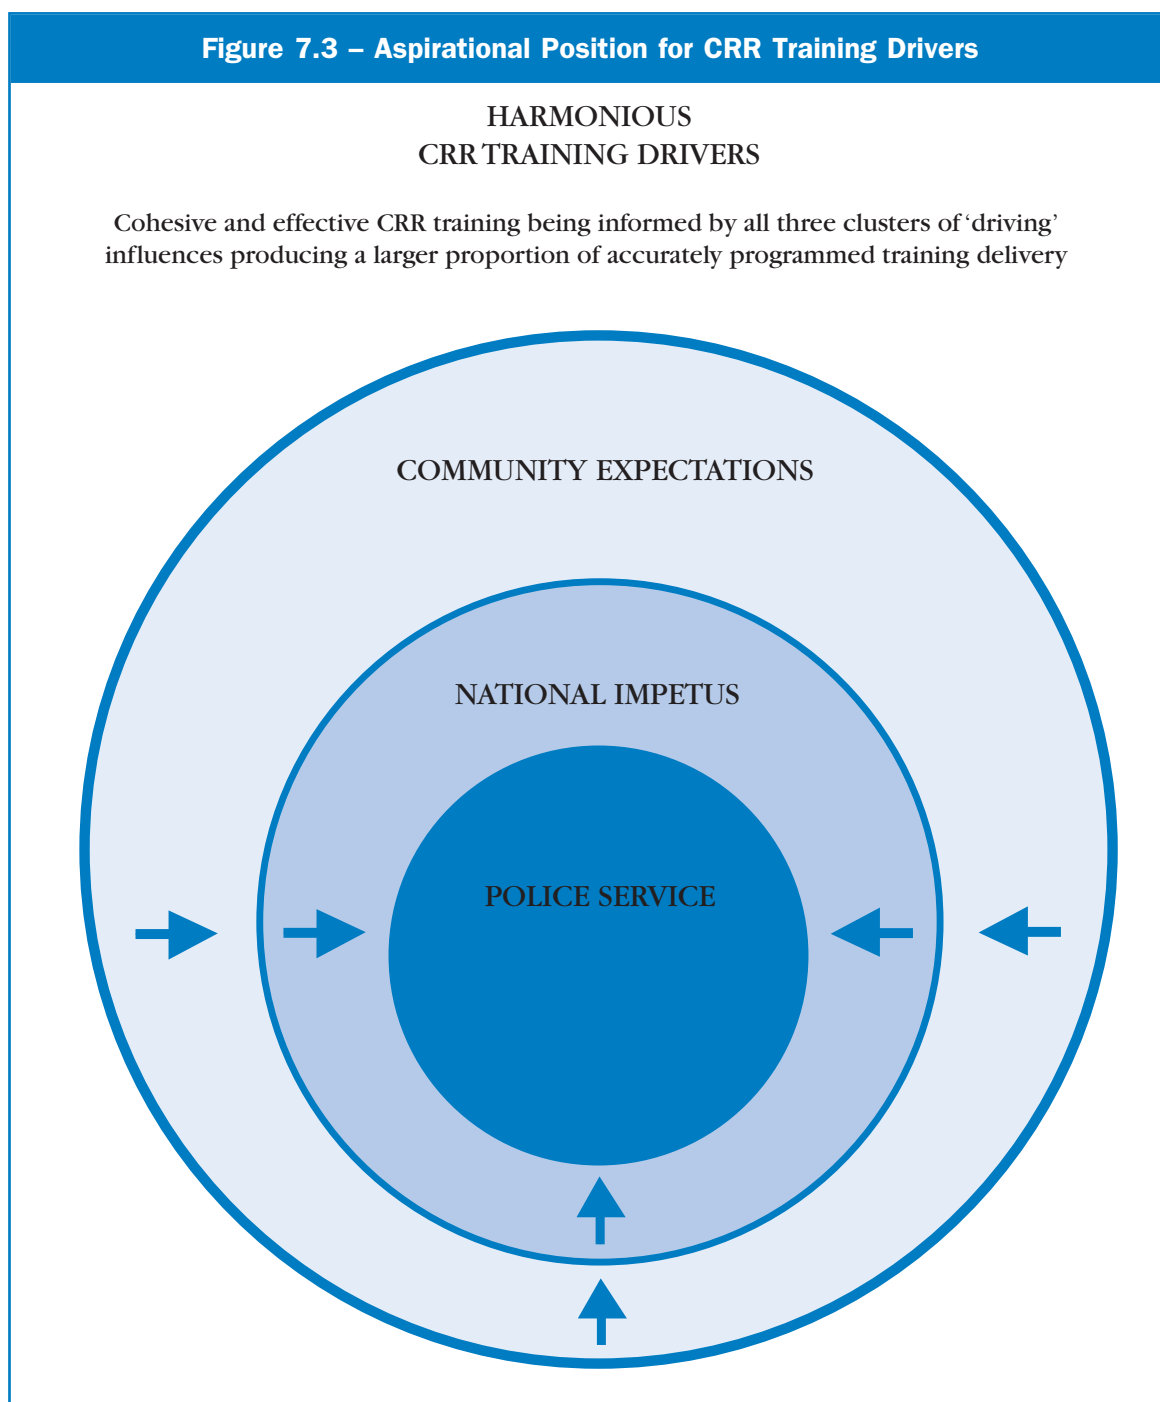 Figure 7.3 – Aspirational Position for CRR Training Drivers
HARMONIOUS
CRR TRAINING DRIVERS
Cohesive and effective CRR training being informed by all three clusters of ‘driving’
influences producing a larger proportion of accurately programmed training delivery
COMMUNITY EXPECTATIONS
NATIONAL IMPETUS
POLICE SERVICE